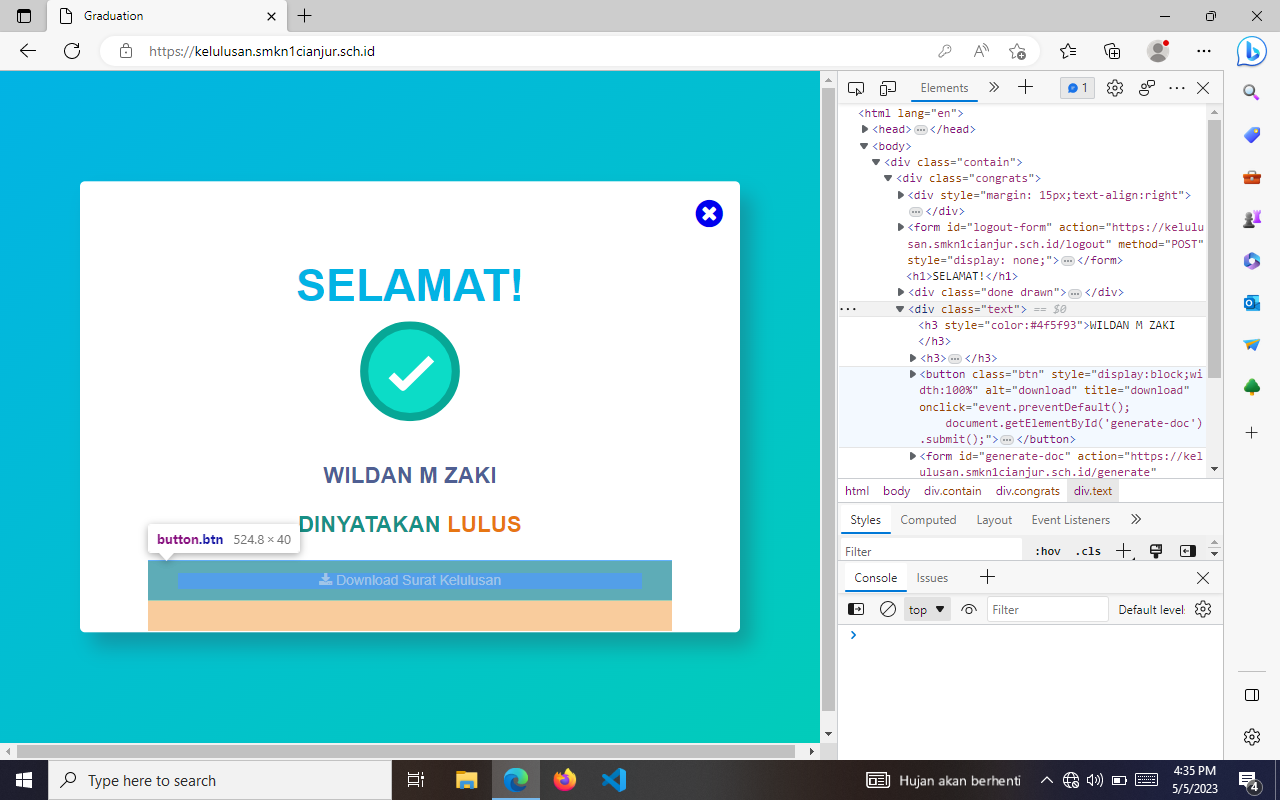 Graduation
https://kelulusan.smkn1cianjur.sch.id
SELAMAT!
WILDAN M ZAKI
DINYATAKAN LULUS
button.btn 524.8 × 40
Download Surat Kelulusan
Elements
1
<html lang="en">
<head>…</head>
<body>
<div class="contain">
<div class="congrats">
<div style="margin: 15px;text-align:right">
…</div>
<form id="logout-form" action="https://kelulu
san.smkn1cianjur.sch.id/logout" method="POST"
style="display: none;">…</form>
<h1>SELAMAT!</h1>
<div class="done drawn">…</div>
… <div class="text"> == $0
<h3 style="color:#4f5f93">WILDAN M ZAKI
</h3>
<h3>…</h3>
<button class="btn" style="display:block;wi
dth:100%" alt="download" title="download"
onclick="event.preventDefault();
document.getElementById('generate-doc')
.submit();">…</button>
<form id="generate-doc" action="https://kel
ulusan.smkn1cianjur.sch.id/generate"
html body div.contain div.congrats div.text
Styles Computed Layout Event Listeners
Filter :hov .cls
Console Issues
top Filter Default level
Type here to search
Hujan akan berhenti
4:35 PM
5/5/2023
4